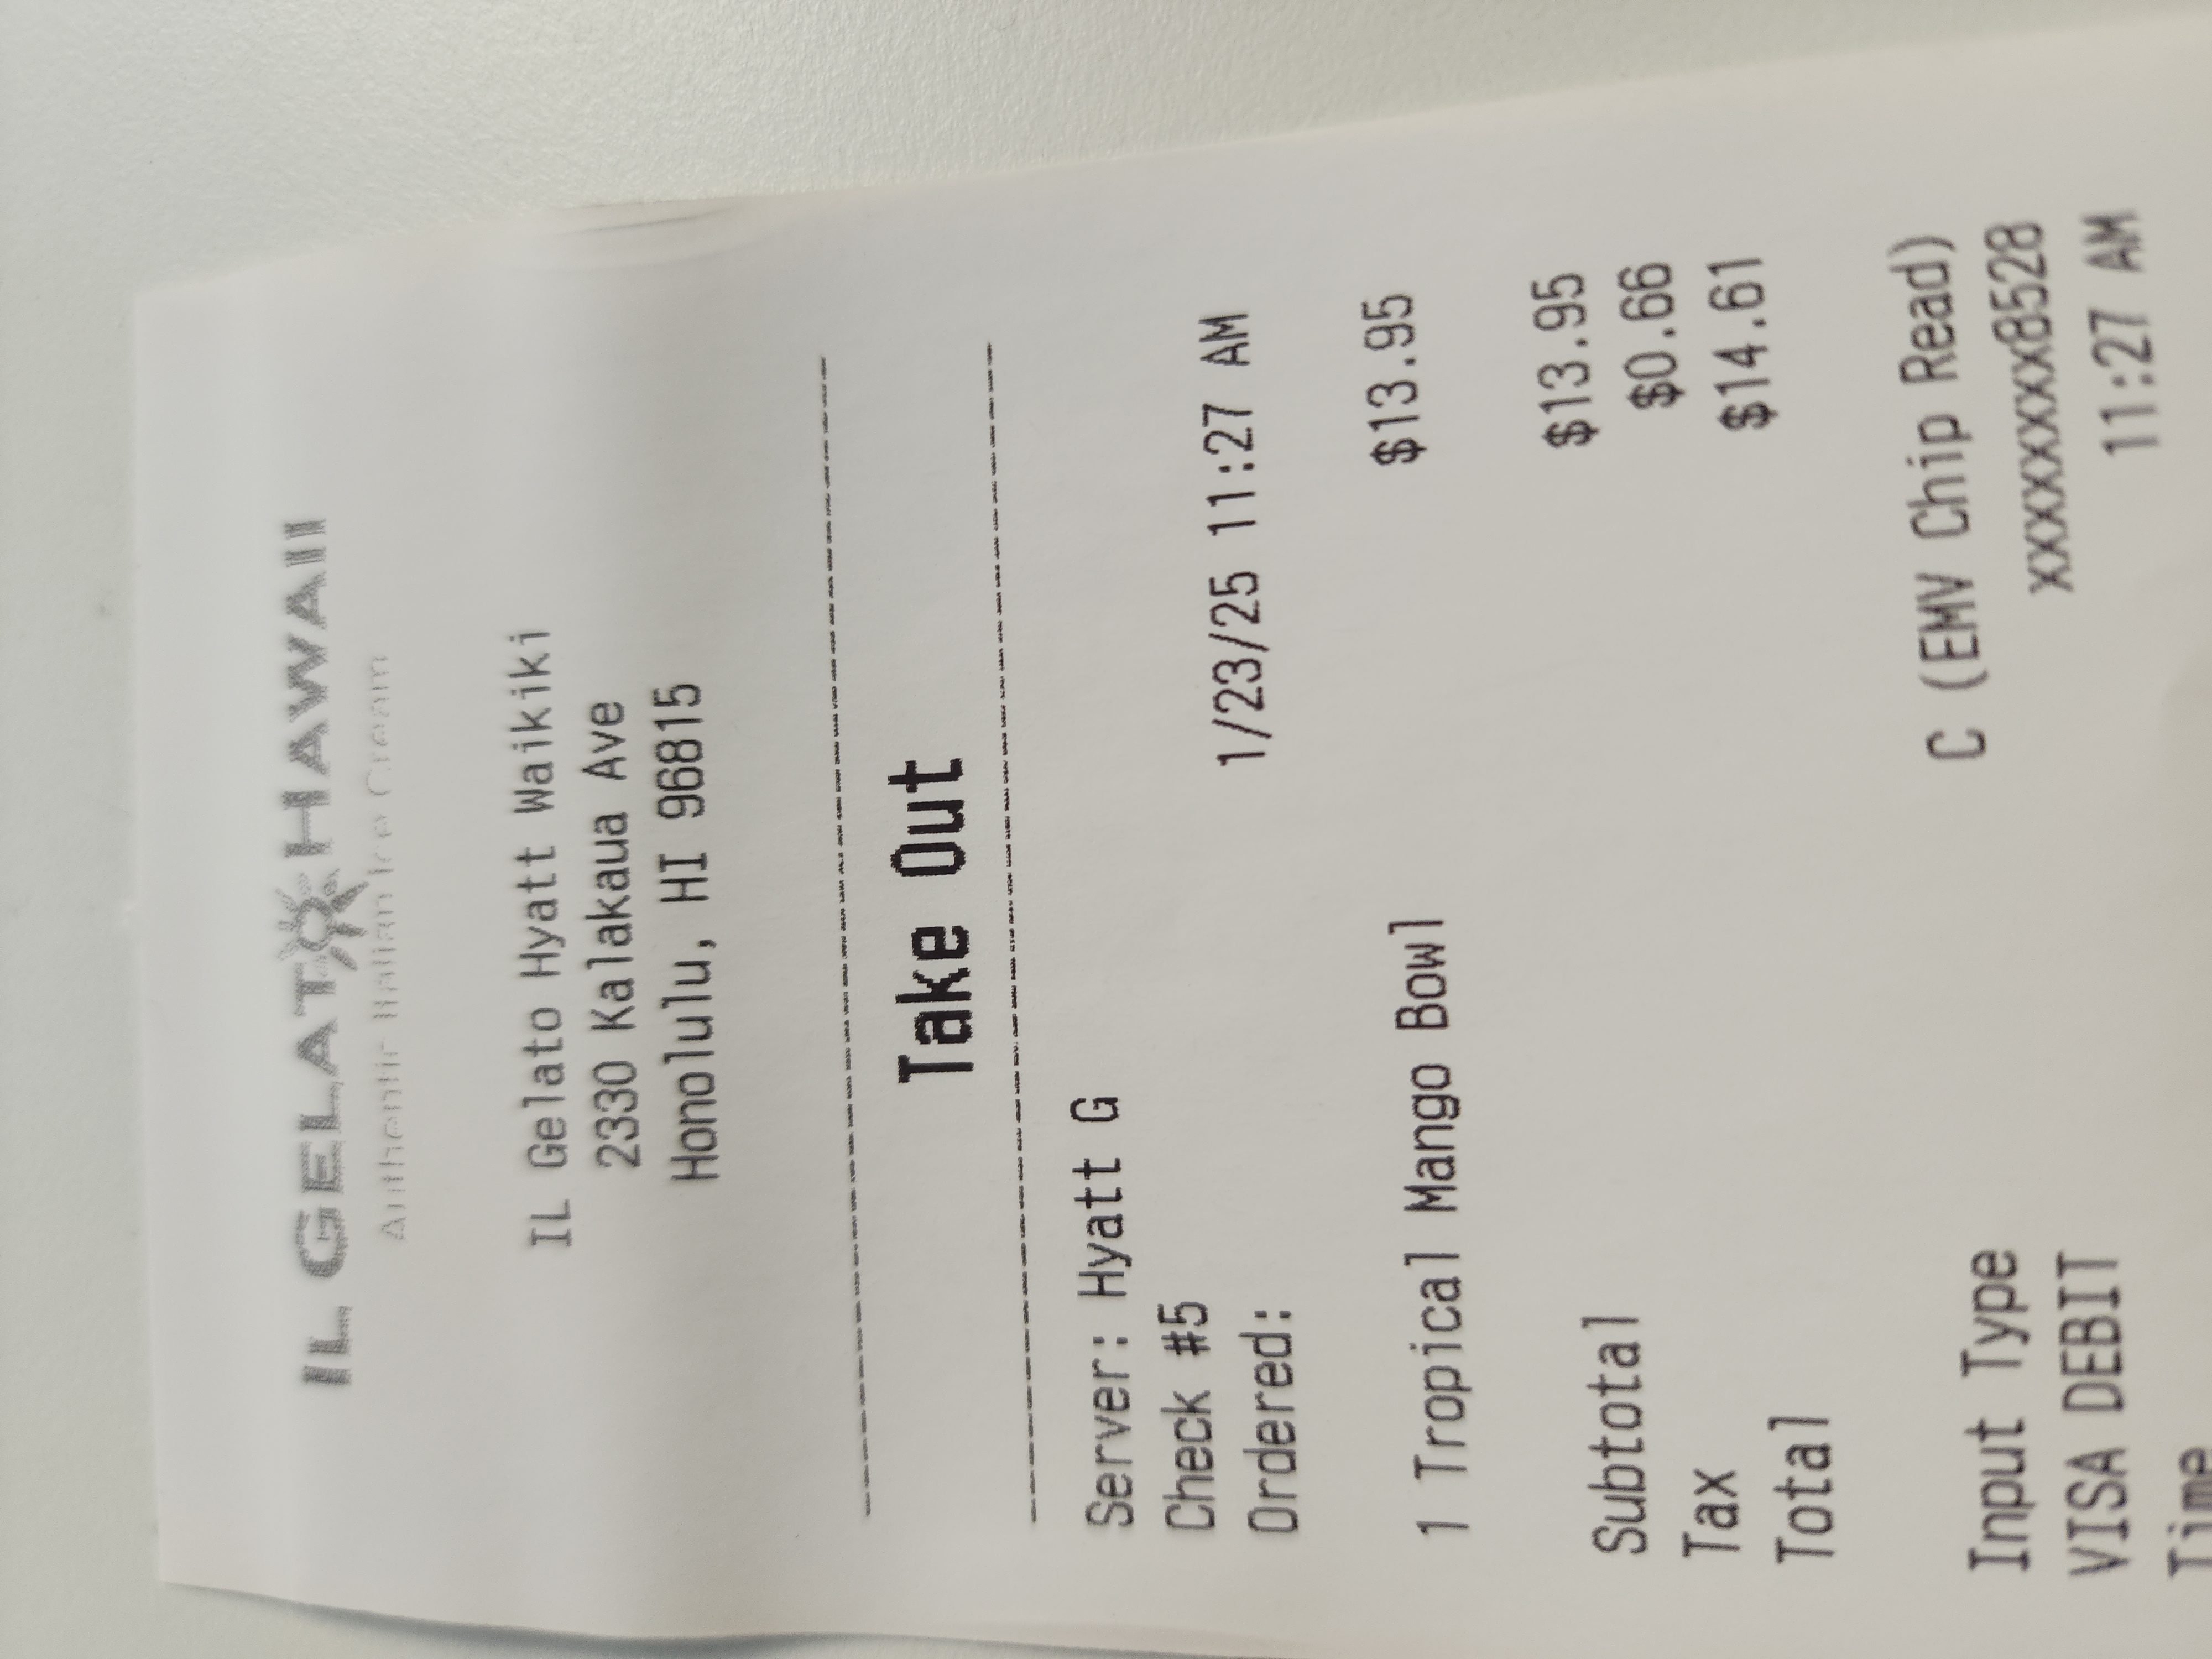 IL GELATO HAWAII
Authentic Italian Ice Cream
IL Gelato Hyatt Waikiki
2330 Kalakaua Ave
Honolulu, HI 96815
Take Out
Server: Hyatt G
Check #5
Ordered: 1/23/25 11:27 AM
1 Tropical Mango Bowl $13.95
Subtotal $13.95
Tax $0.66
Total $14.61
Input Type C (EMV Chip Read)
VISA DEBIT xxxxxxxx8528
Time 11:27 AM